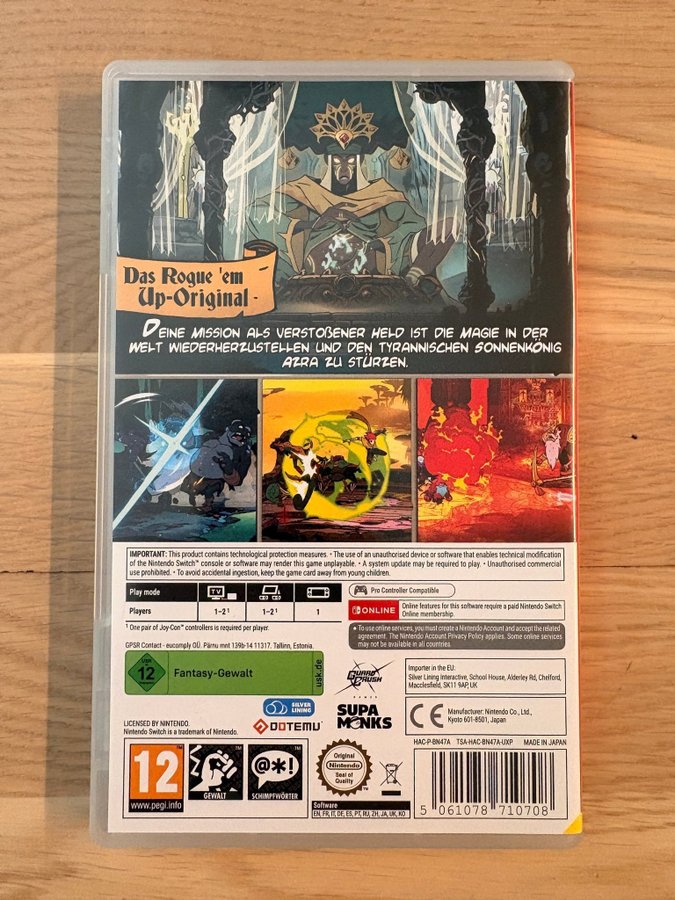 Das Rogue 'em
Up-Original
DEINE MISSION ALS VERSTOßENER HELD IST DIE MAGIE IN DER
WELT WIEDERHERZUSTELLEN UND DEN TYRANNISCHEN SONNENKÖNIG
AZRA ZU STÜRZEN.
IMPORTANT: This product contains technological protection measures. • The use of an unauthorised device or software that enables technical modification
of the Nintendo Switch™ console or software may render this game unplayable. • A system update may be required to play. • Unauthorised commercial
use prohibited. • To avoid accidental ingestion, keep the game card away from young children.
Play mode
TV
Players
1–2¹
1–2¹
1
¹ One pair of Joy-Con™ controllers is required per player.
Pro Controller Compatible
ONLINE
Online features for this software require a paid Nintendo Switch
Online membership.
• To use online services, you must create a Nintendo Account and accept the related
agreement. The Nintendo Account Privacy Policy applies. Some online services
may not be available in all countries.
GPSR Contact - eucomply OÜ. Pärnu mnt 139b-14 11317. Tallinn, Estonia.
USK
12
Fantasy-Gewalt
usk.de
GUARD CRUSH
GAMES
Importer in the EU:
Silver Lining Interactive, School House, Alderley Rd, Chelford,
Macclesfield, SK11 9AP, UK
SILVER
LINING
DOTEMU
SUPA
MONKS
CE
Manufacturer: Nintendo Co., Ltd.,
Kyoto 601-8501, Japan
LICENSED BY NINTENDO.
Nintendo Switch is a trademark of Nintendo.
HAC-P-BN47A TSA-HAC-BN47A-UXP MADE IN JAPAN
12
www.pegi.info
GEWALT
@*!
SCHIMPFWÖRTER
Original
Nintendo
Seal of
Quality
Software
EN, FR, IT, DE, ES, PT, RU, ZH, JA, UK, KO
5 061078 710708